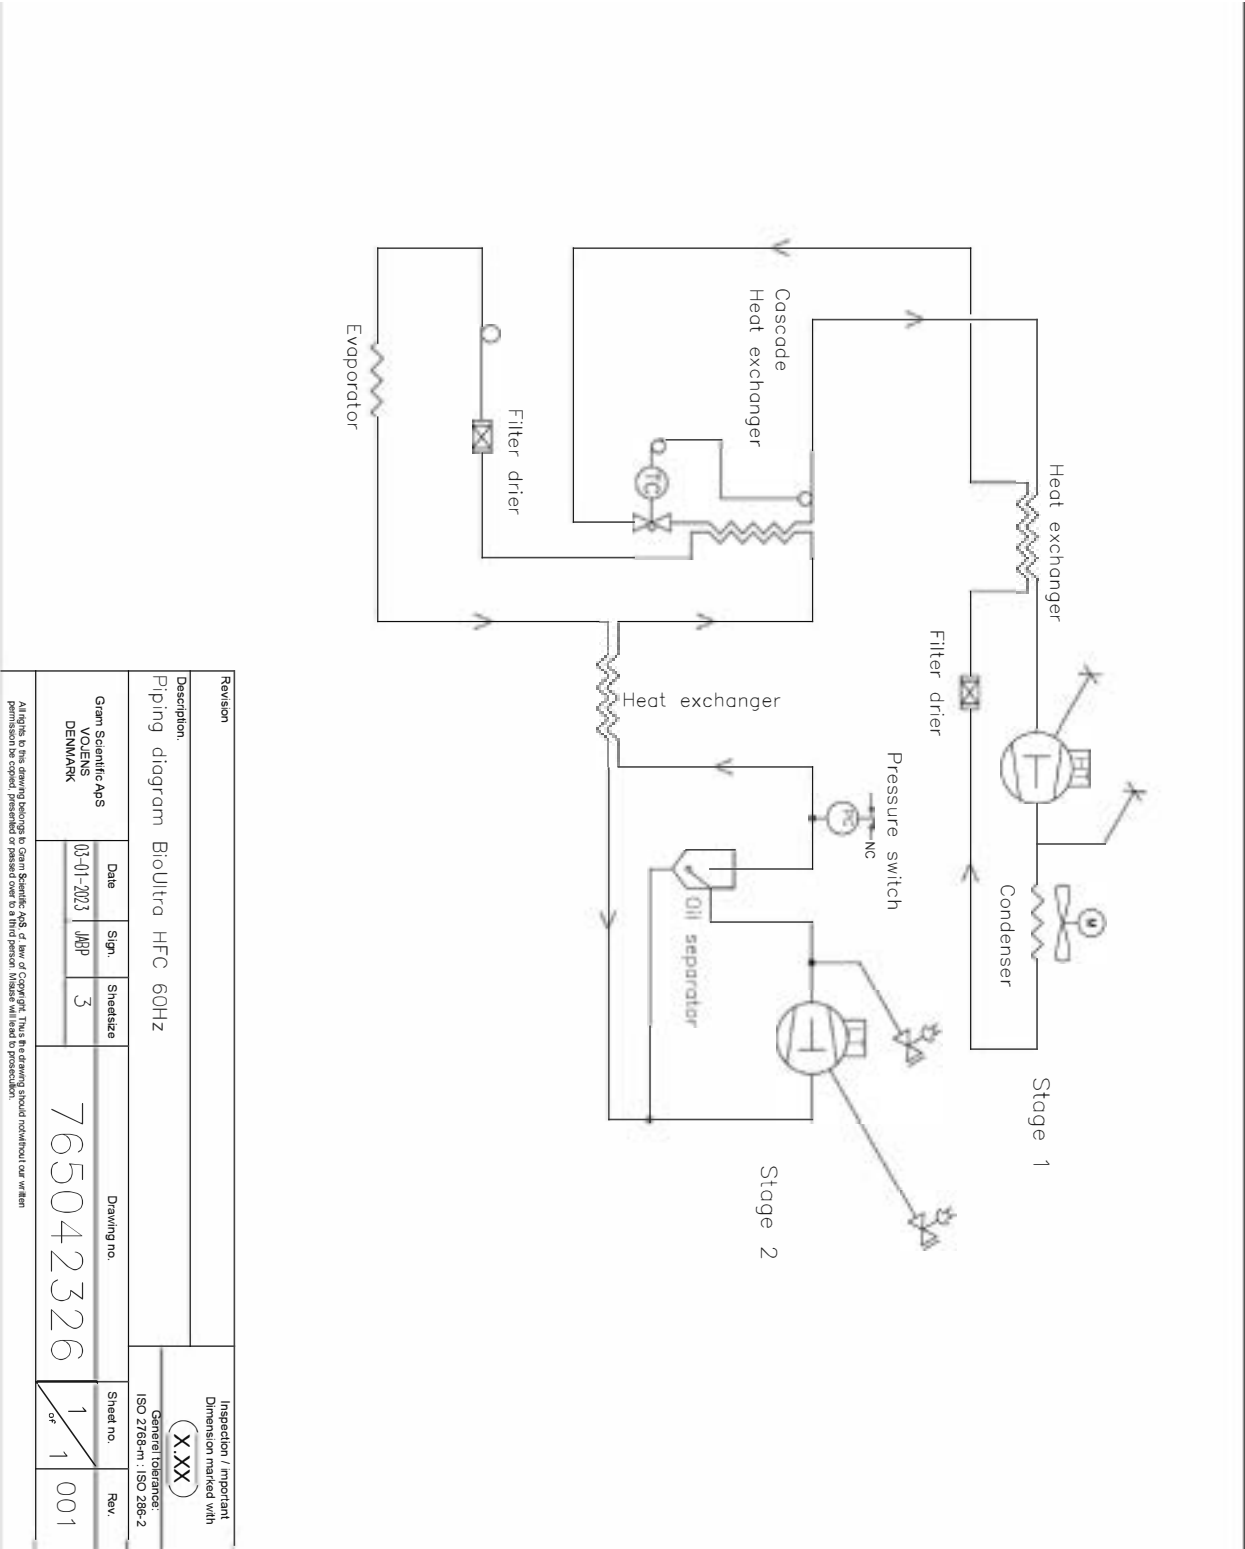 Stage 1
Heat exchanger
Condenser
Filter drier
M
Pressure switch
NC
PC
Stage 2
Cascade
Heat exchanger
Heat exchanger
Oil separator
TC
Filter drier
Evaporator
Revision
Inspection / important
Dimension marked with
X.XX
Description.
Piping diagram BioUltra HFC 60Hz
Generel tolerance:
ISO 2768-m : ISO 286-2
Gram Scientific ApS
VOJENS
DENMARK
Date
Sign.
Sheetsize
Drawing no.
Sheet no.
Rev.
03-01-2023
JABP
3
765042326
1 of 1
001
All rights to this drawing belongs to Gram Scientific ApS, cf. law of Copyright. Thus the drawing should not without our written
permission be copied, presented or passed over to a third person. Misuse will lead to prosecution.